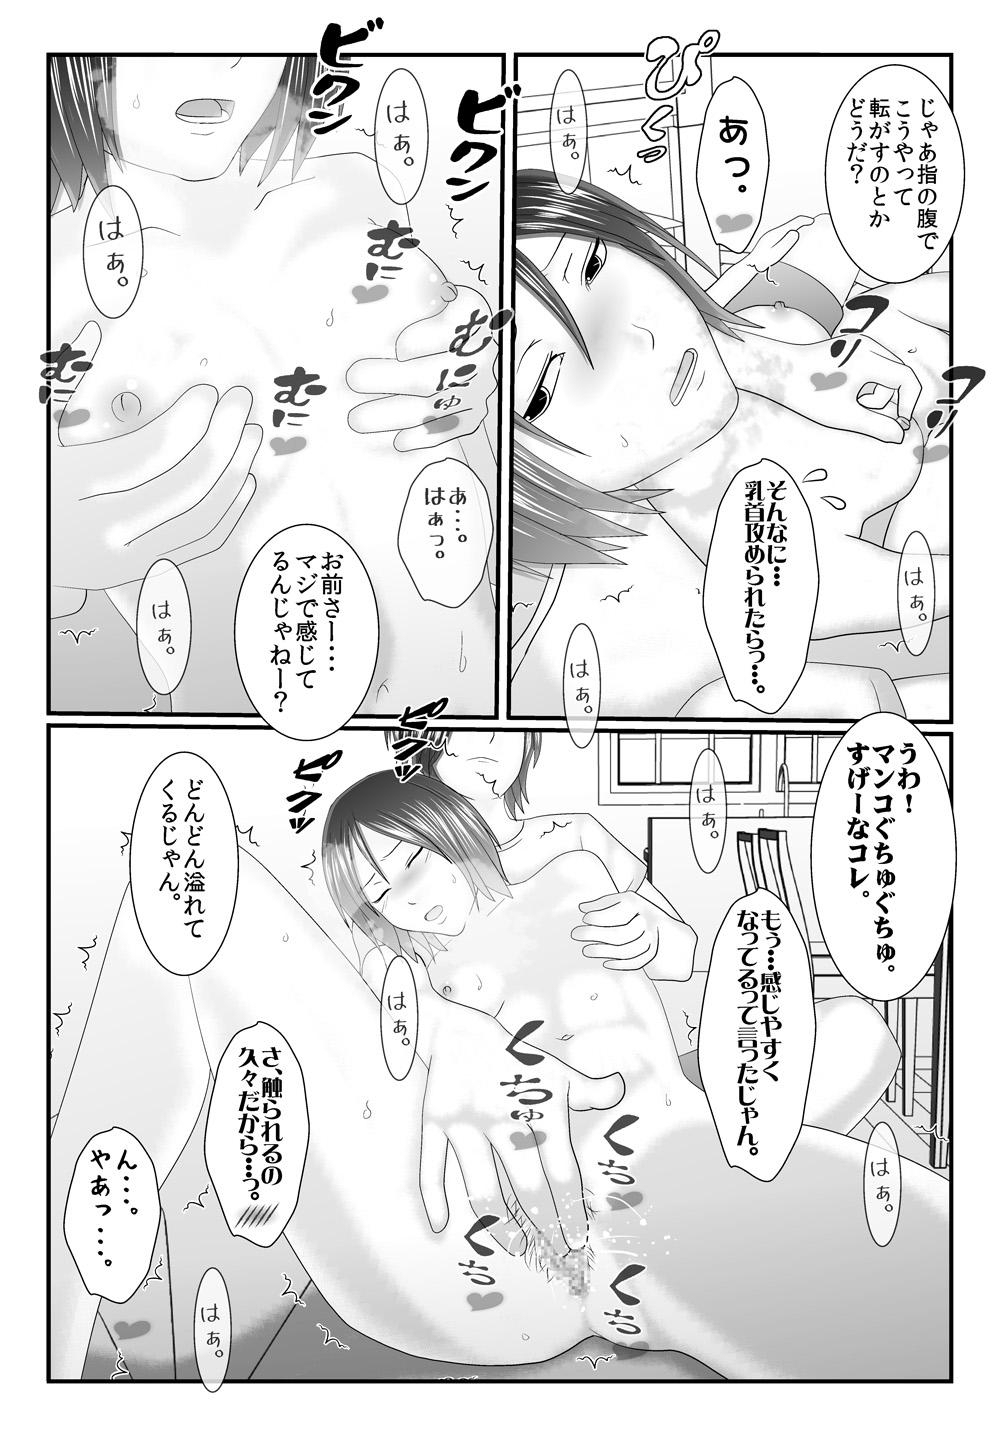 じゃあ指の腹で
こうやって
転がすのとか
どうだ？
ぴくっ
あっ。
はぁ。
コリ
コリ
そんなに…
乳首攻められたらっ…。
はぁ。
はぁ。
ビクン
ビクン
はぁ。
はぁ。
むに
むに
むに
むにゅ
あ…。
はぁっ。
お前さー…
マジで感じて
るんじゃねー？
はぁ。
うわ！
マンコぐちゅぐちゅ。
すげーなコレ。
はぁ。
もぅ…感じやすく
なってるって言ったじゃん。
ピクッ
ピクッ
どんどん溢れて
くるじゃん。
はぁ。
さ、触られるの
久々だから…っ。
くちゅ
くち
くち
くち
はぁ。
ん…。
やあっ…。
はぁ。